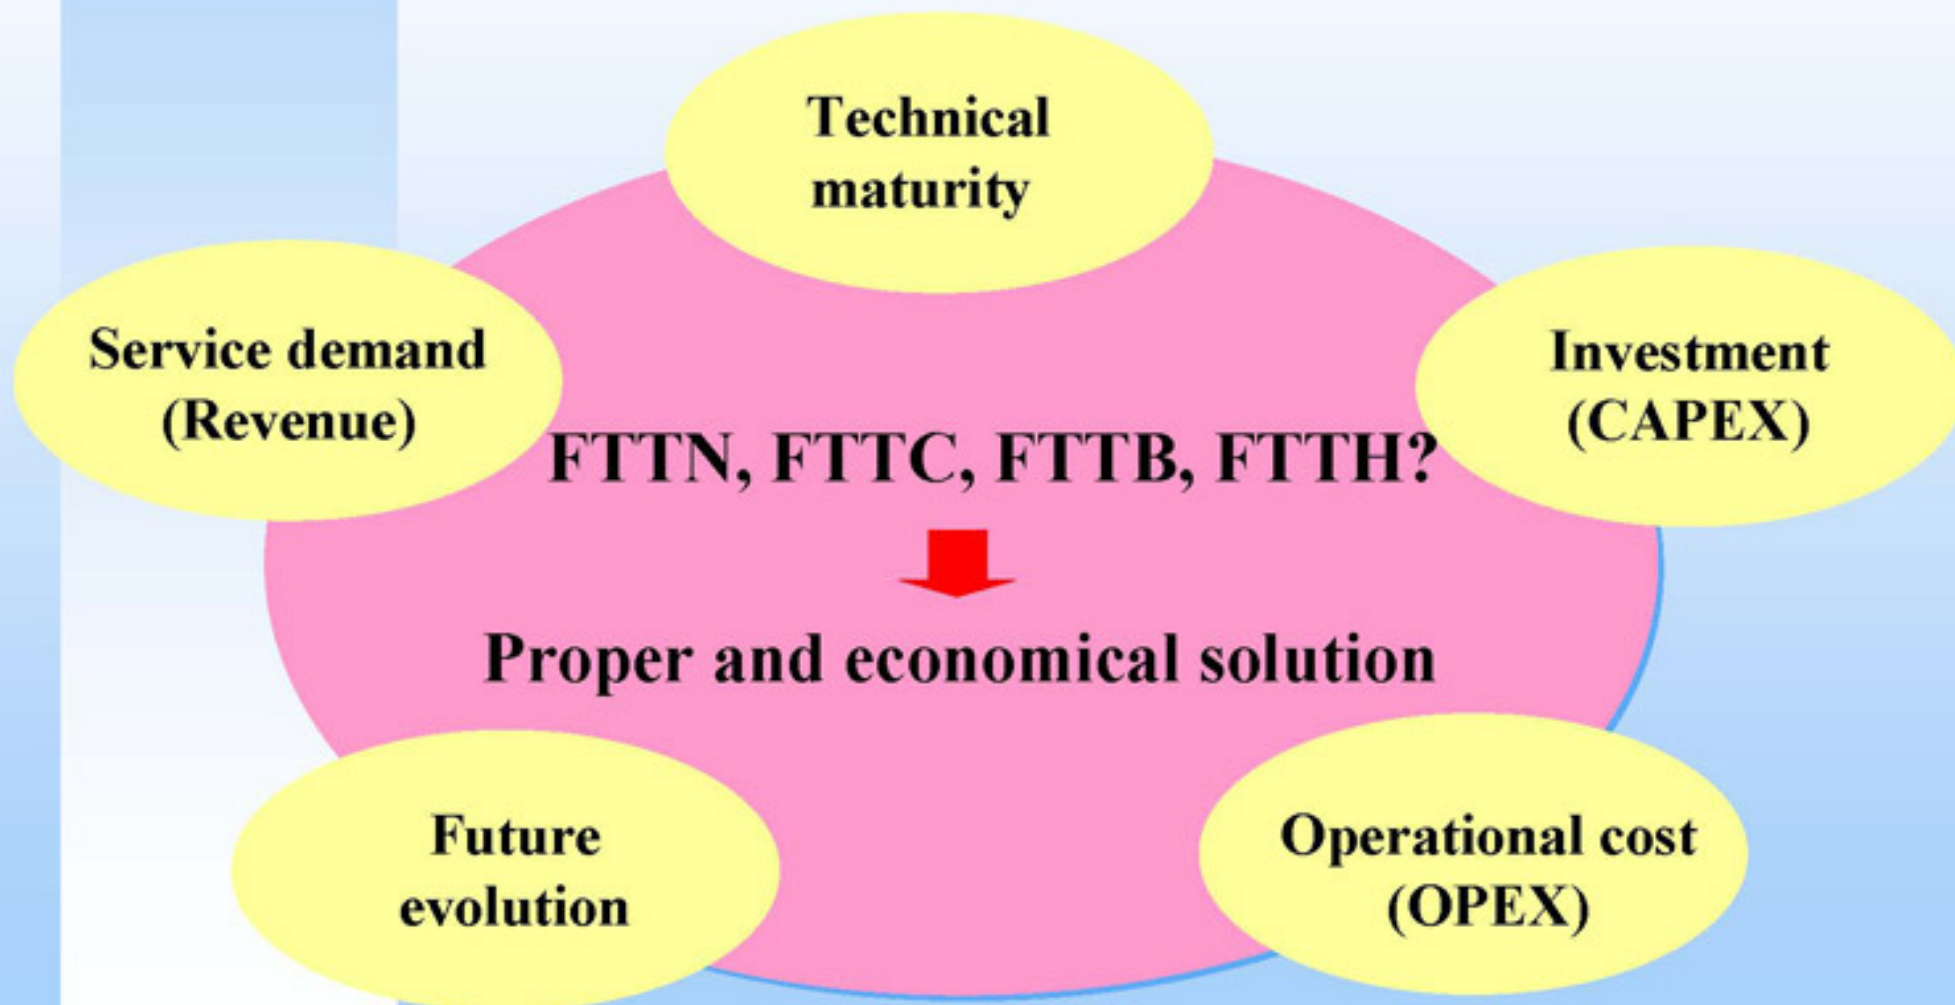 Technical
maturity
Service demand
(Revenue)
Investment
(CAPEX)
FTTN, FTTC, FTTB, FTTH?
Proper and economical solution
Future
evolution
Operational cost
(OPEX)